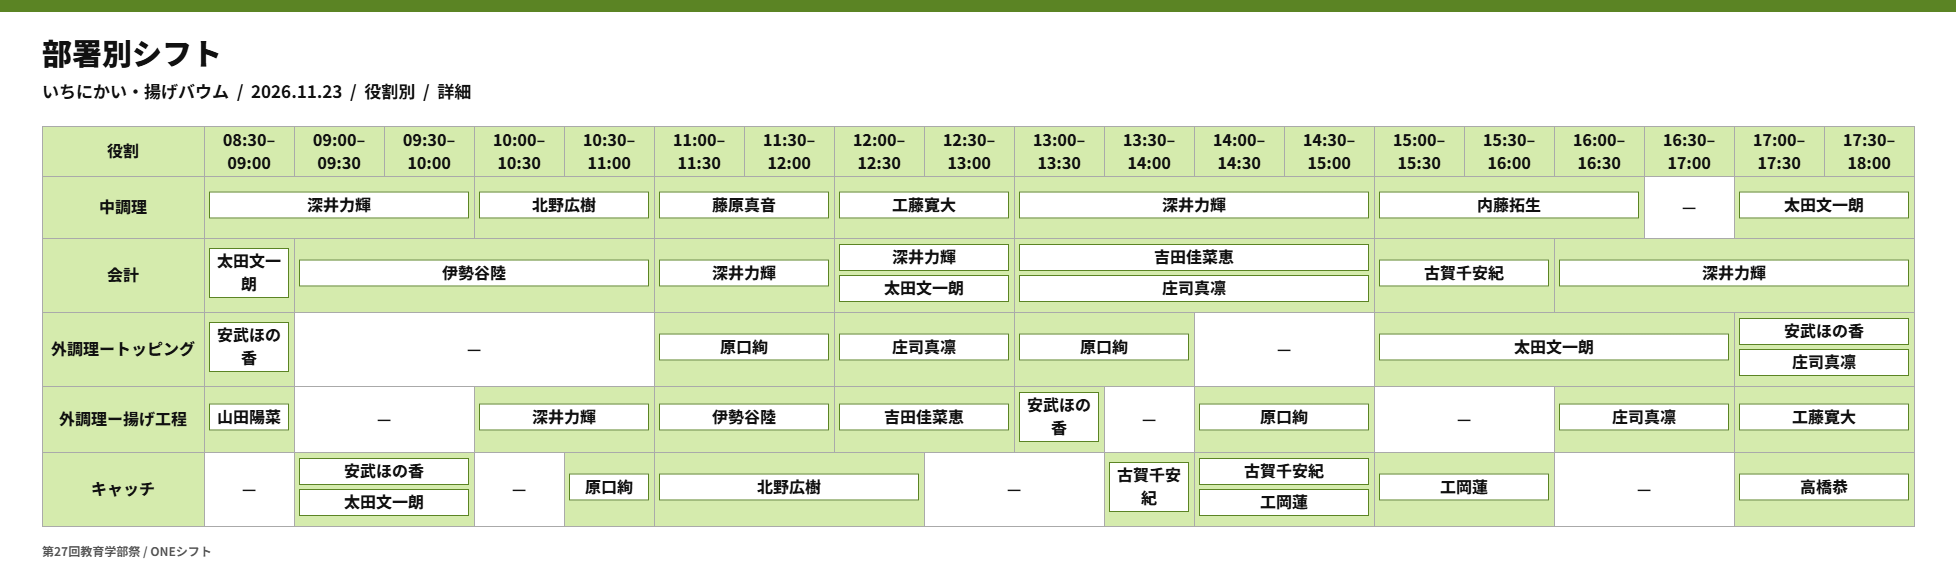 部署別シフト
いちにかい・揚げバウム / 2026.11.23 / 役割別 / 詳細
役割 08:30–09:00 09:00–09:30 09:30–10:00 10:00–10:30 10:30–11:00 11:00–11:30 11:30–12:00 12:00–12:30 12:30–13:00 13:00–13:30 13:30–14:00 14:00–14:30 14:30–15:00 15:00–15:30 15:30–16:00 16:00–16:30 16:30–17:00 17:00–17:30 17:30–18:00
中調理 深井力輝 北野広樹 藤原真音 工藤寛大 深井力輝 内藤拓生 — 太田文一朗
会計 太田文一朗 伊勢谷陸 深井力輝 深井力輝 太田文一朗 吉田佳菜恵 庄司真凛 古賀千安紀 深井力輝
外調理ートッピング 安武ほの香 — 原口絢 庄司真凛 原口絢 — 太田文一朗 安武ほの香 庄司真凛
外調理ー揚げ工程 山田陽菜 — 深井力輝 伊勢谷陸 吉田佳菜恵 安武ほの香 — 原口絢 — 庄司真凛 工藤寛大
キャッチ — 安武ほの香 太田文一朗 — 原口絢 北野広樹 — 古賀千安紀 古賀千安紀 工岡蓮 工岡蓮 — 高橋恭
第27回教育学部祭 / ONEシフト